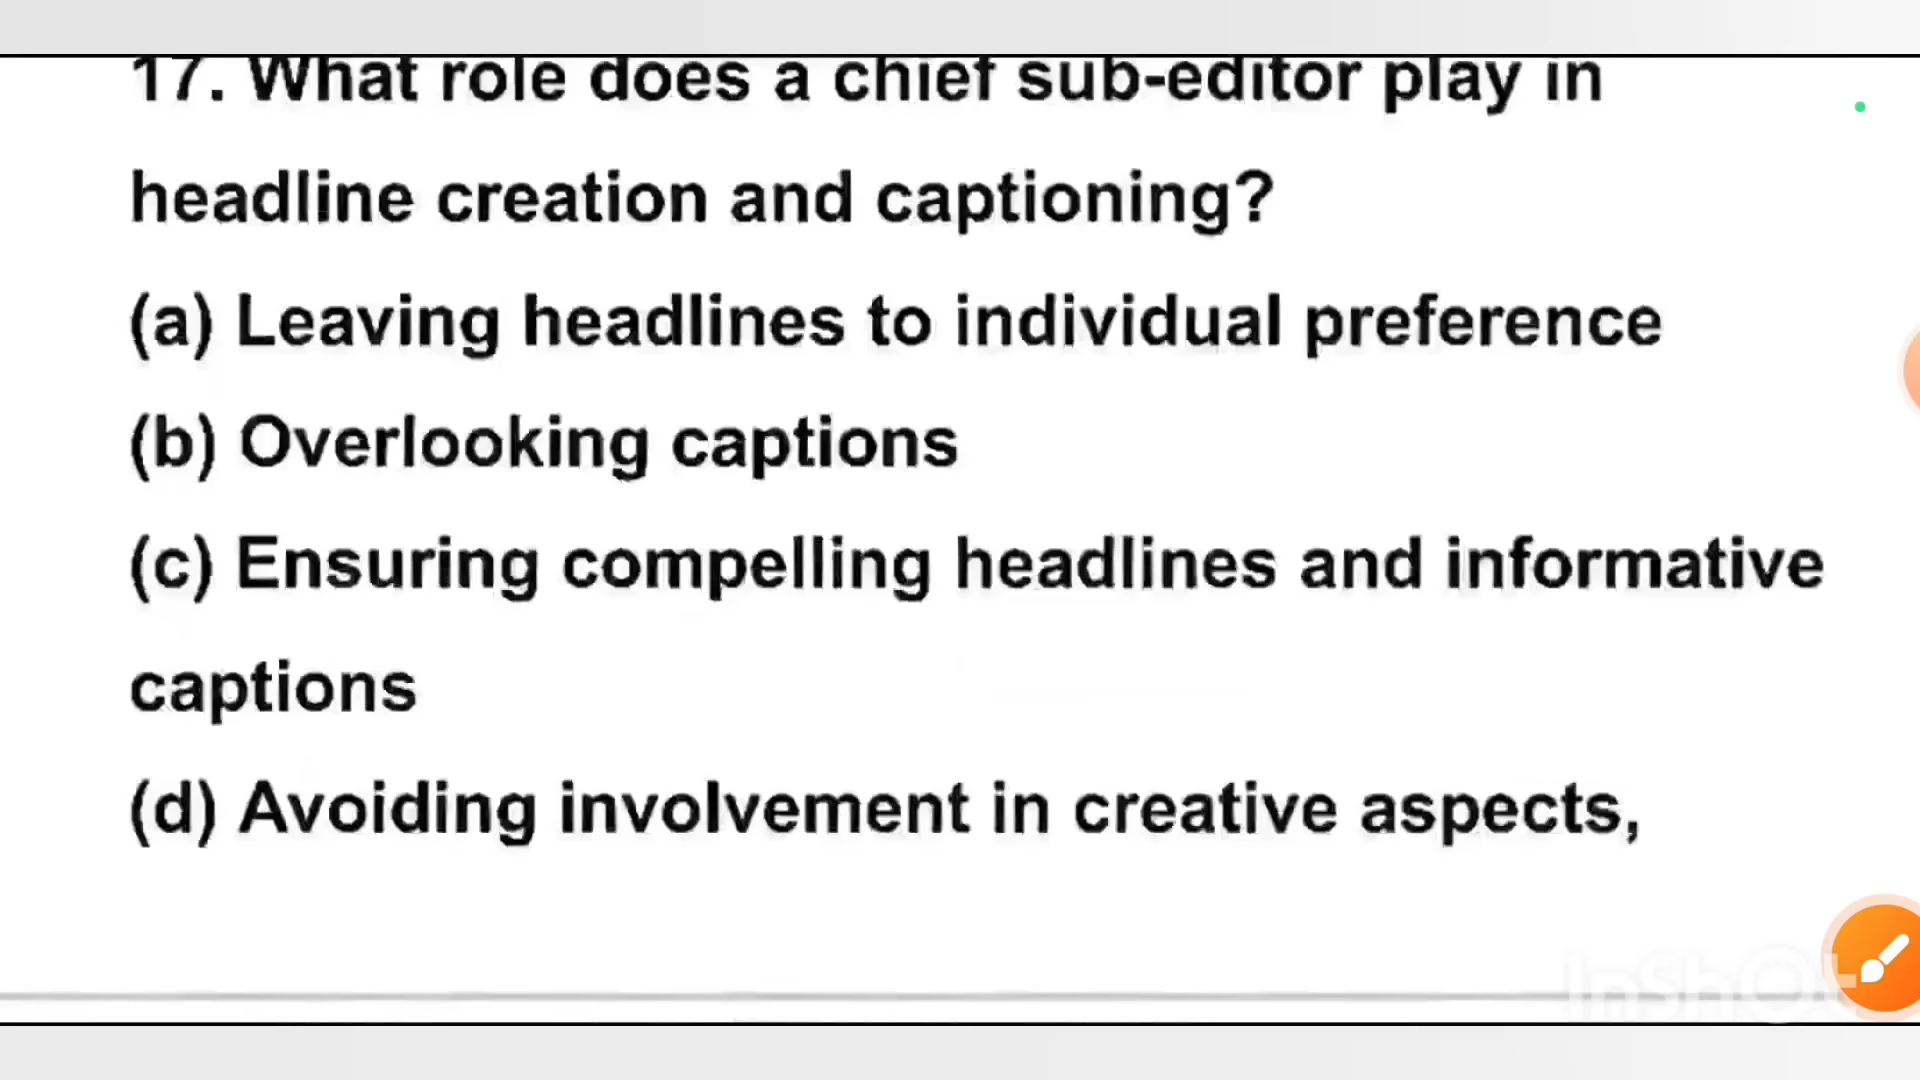 17. What role does a chief sub-editor play in
headline creation and captioning?
(a) Leaving headlines to individual preference
(b) Overlooking captions
(c) Ensuring compelling headlines and informative
captions
(d) Avoiding involvement in creative aspects,
InShOt